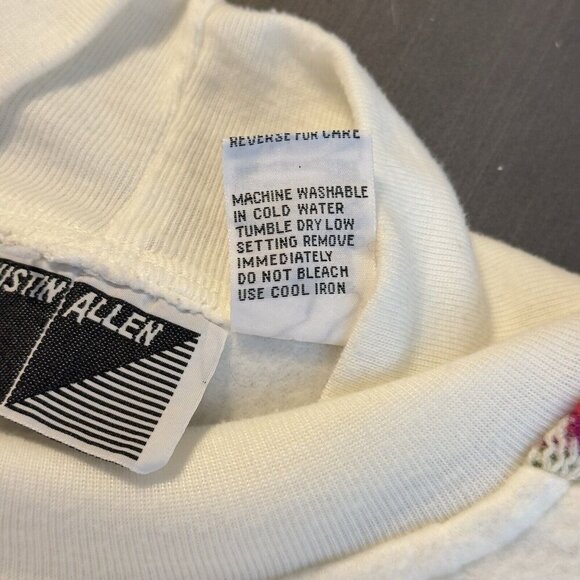 REVERSE FOR CARE
MACHINE WASHABLE
IN COLD WATER
TUMBLE DRY LOW
SETTING REMOVE
IMMEDIATELY
DO NOT BLEACH
USE COOL IRON
USTIN ALLEN